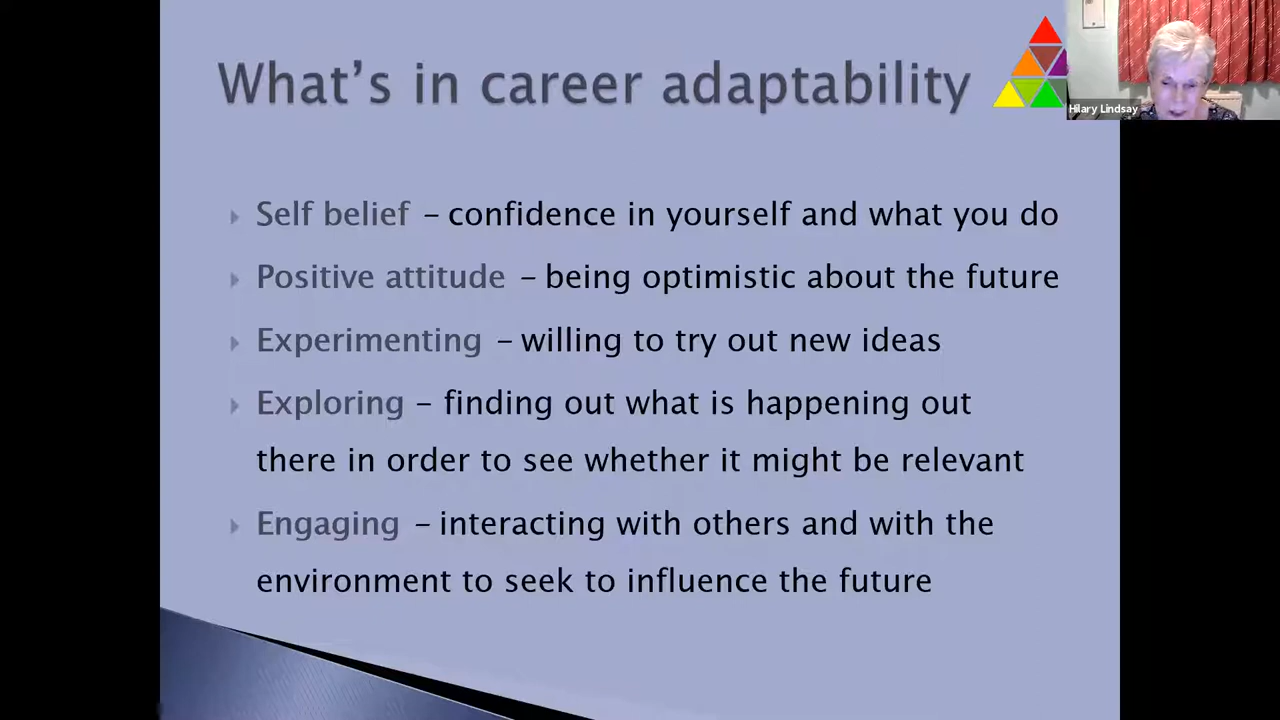 What's in career adaptability
Hilary Lindsay
Self belief – confidence in yourself and what you do
Positive attitude – being optimistic about the future
Experimenting – willing to try out new ideas
Exploring – finding out what is happening out
there in order to see whether it might be relevant
Engaging – interacting with others and with the
environment to seek to influence the future